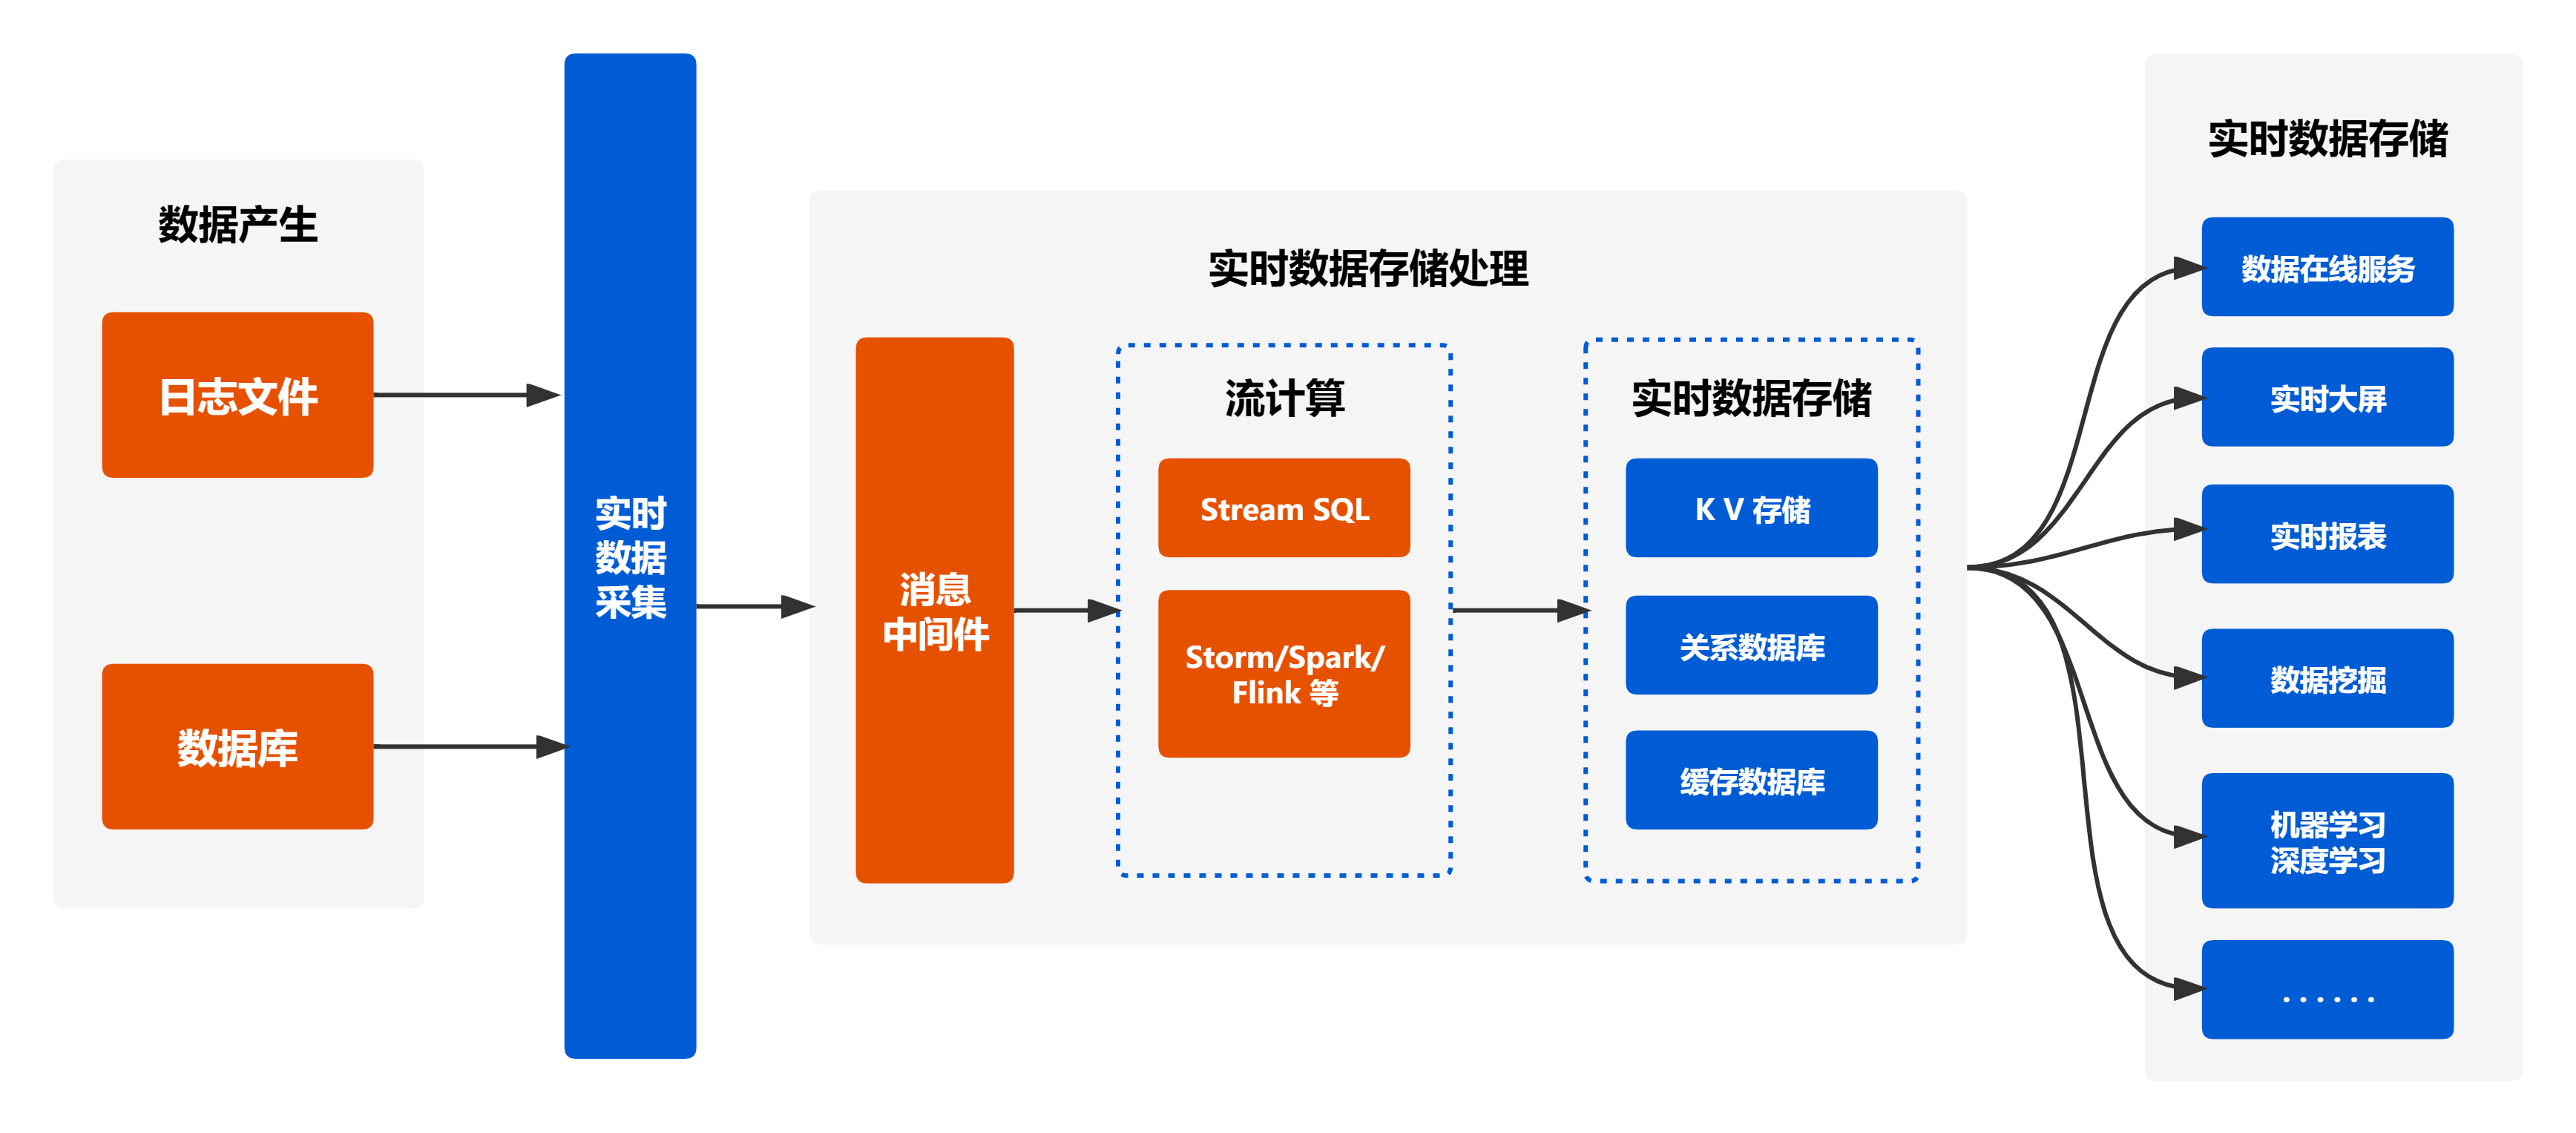 数据产生
日志文件
数据库
实时
数据
采集
实时数据存储处理
消息
中间件
流计算
Stream SQL
Storm/Spark/
Flink 等
实时数据存储
K V 存储
关系数据库
缓存数据库
实时数据存储
数据在线服务
实时大屏
实时报表
数据挖掘
机器学习
深度学习
......